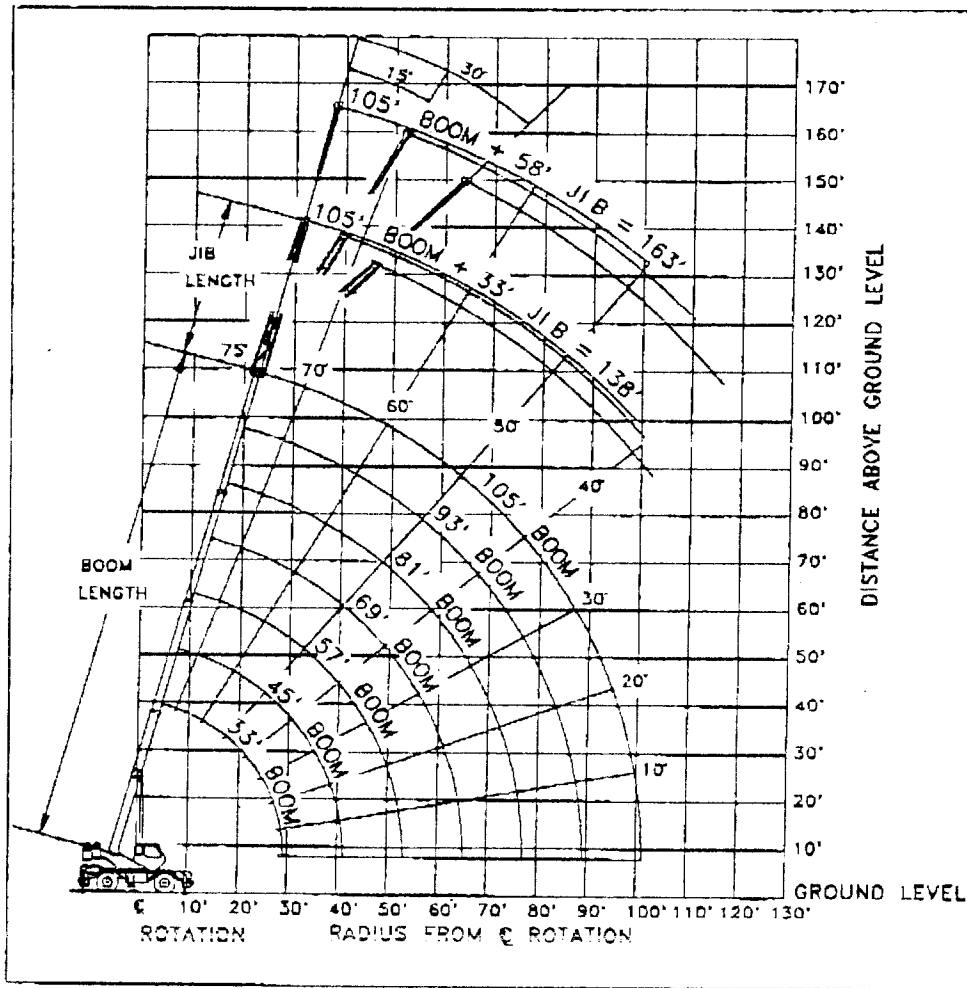 15°
30°
105' BOOM + 58' JIB = 163'
105' BOOM + 33' JIB = 138'
JIB
LENGTH
75°
70°
60°
50°
40°
30°
20°
10°
105' BOOM
93' BOOM
81' BOOM
69' BOOM
57' BOOM
45' BOOM
33' BOOM
BOOM
LENGTH
170'
160'
150'
140'
130'
120'
110'
100'
90'
80'
70'
60'
50'
40'
30'
20'
10'
DISTANCE ABOVE GROUND LEVEL
GROUND LEVEL
℄ 10' 20' 30' 40' 50' 60' 70' 80' 90' 100' 110' 120' 130'
ROTATION
RADIUS FROM ℄ ROTATION